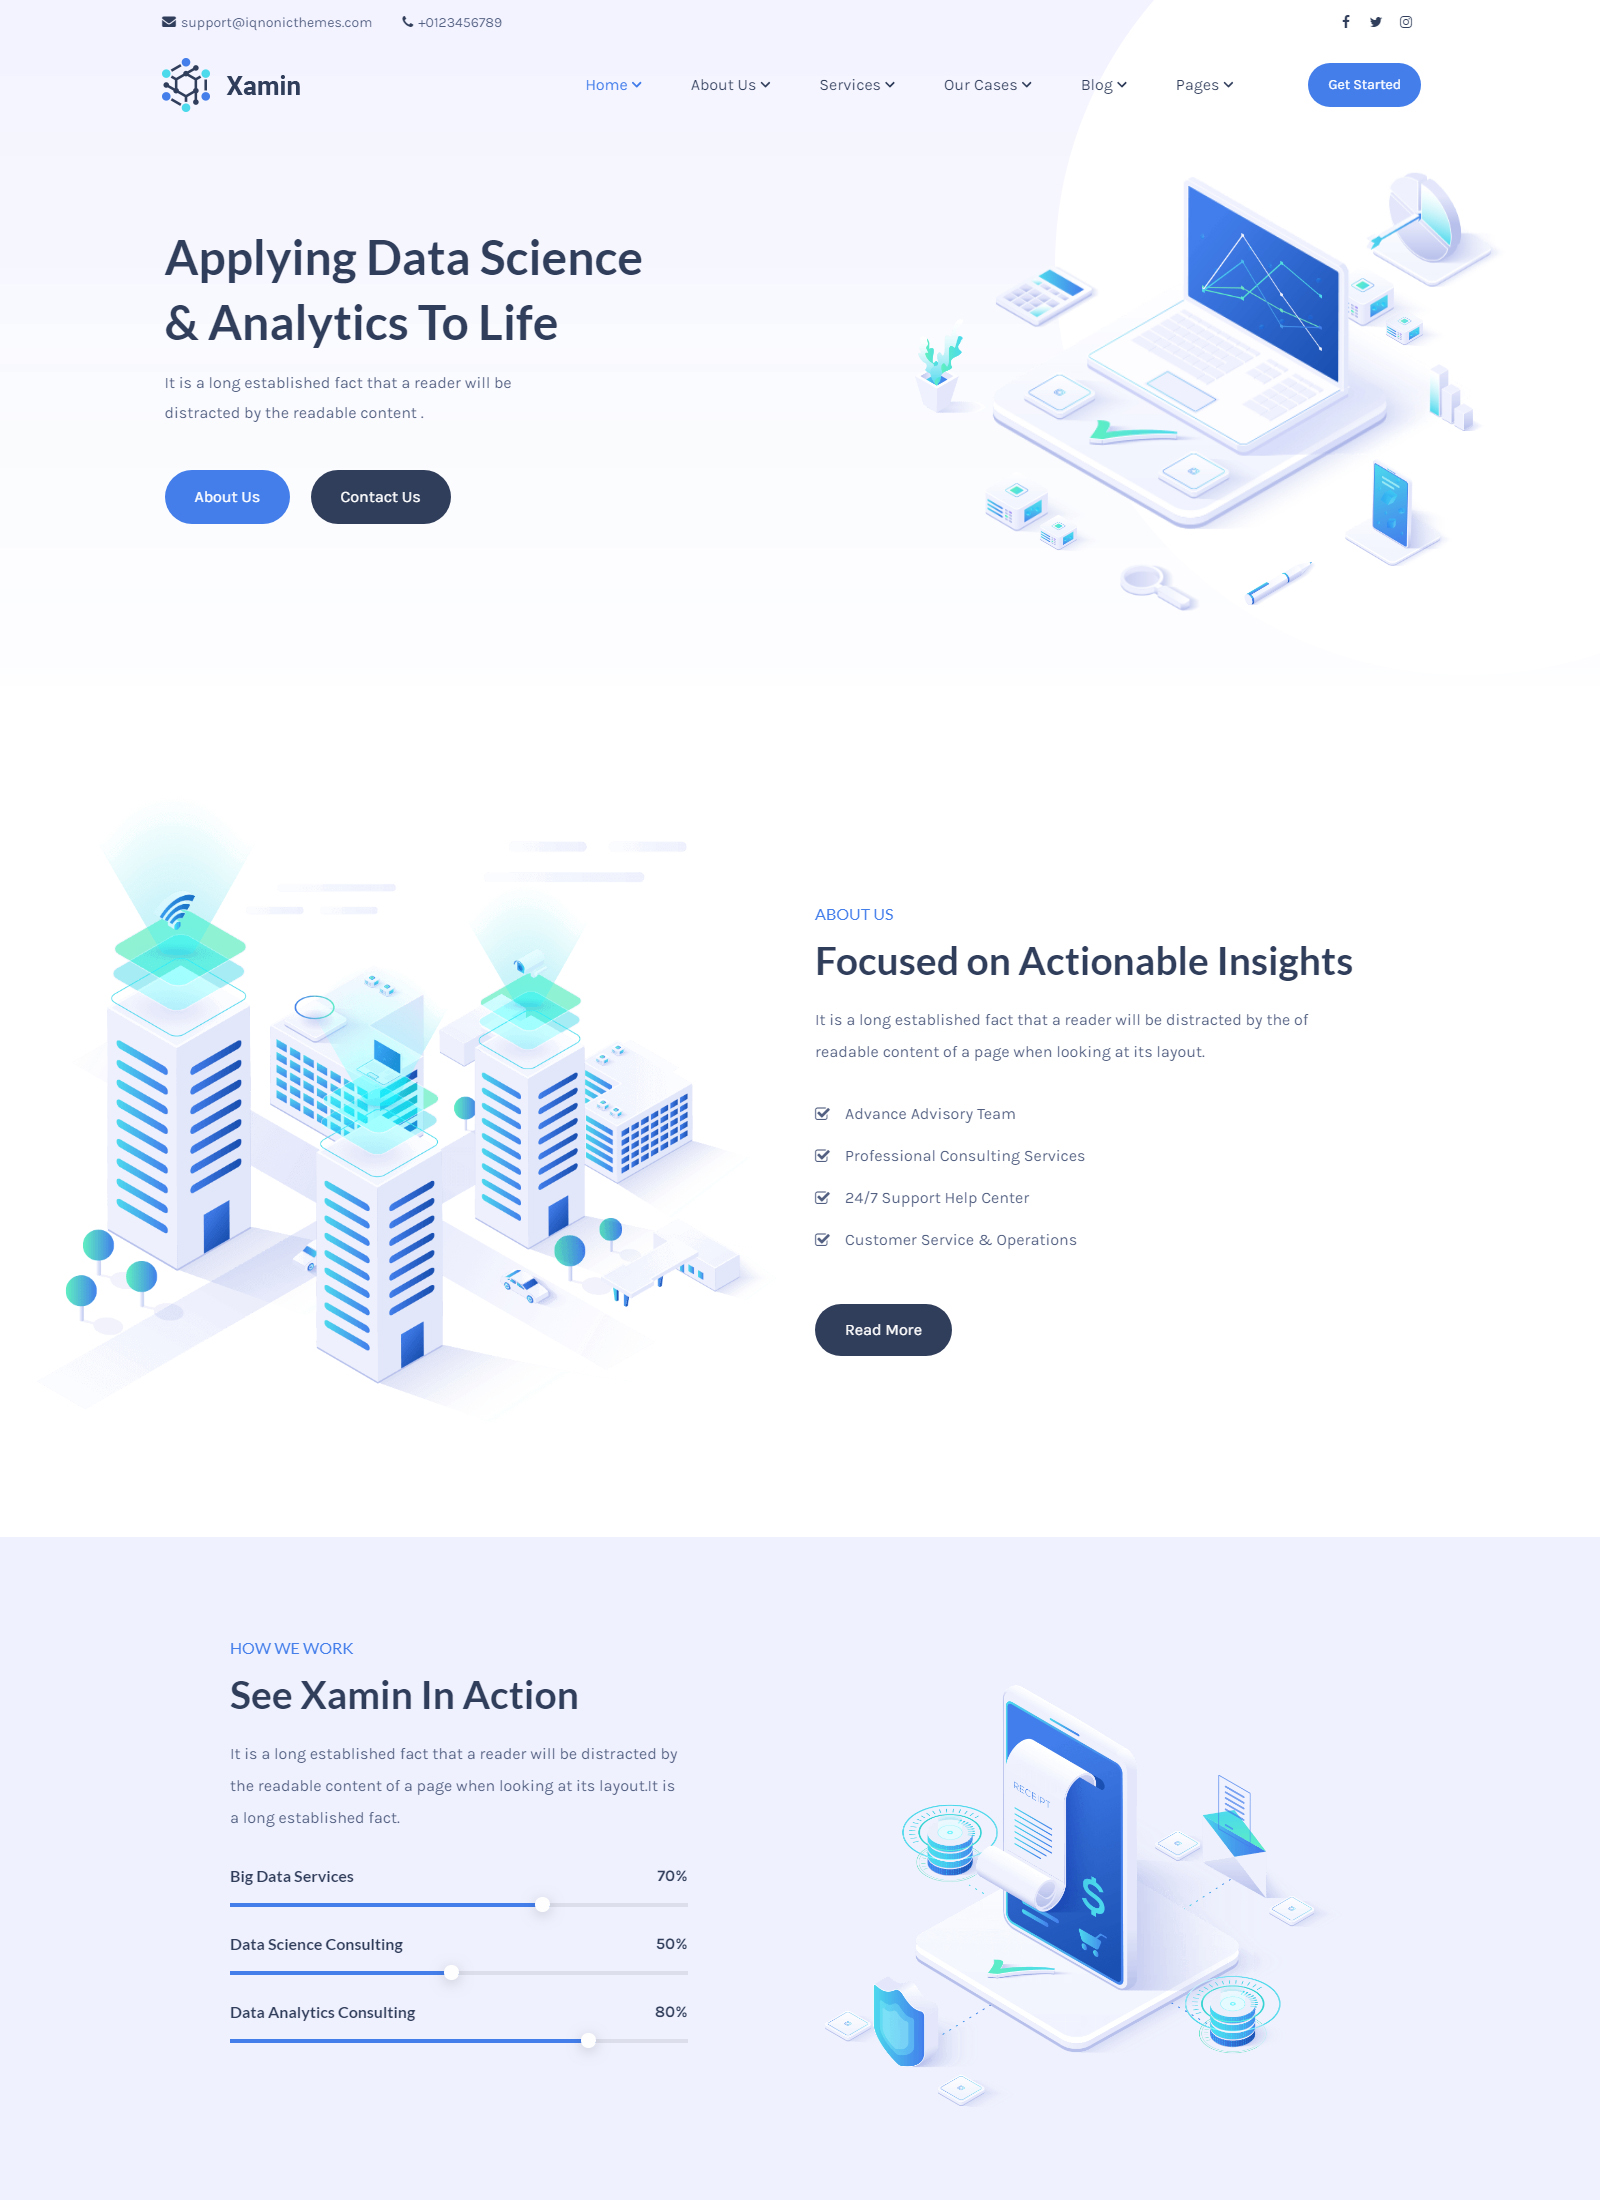 support@iqnonicthemes.com +0123456789
Xamin
Home About Us Services Our Cases Blog Pages Get Started
Applying Data Science
& Analytics To Life
It is a long established fact that a reader will be
distracted by the readable content .
About Us Contact Us
ABOUT US
Focused on Actionable Insights
It is a long established fact that a reader will be distracted by the of
readable content of a page when looking at its layout.
Advance Advisory Team
Professional Consulting Services
24/7 Support Help Center
Customer Service & Operations
Read More
HOW WE WORK
See Xamin In Action
It is a long established fact that a reader will be distracted by
the readable content of a page when looking at its layout.It is
a long established fact.
Big Data Services 70%
Data Science Consulting 50%
Data Analytics Consulting 80%
RECEIPT
$